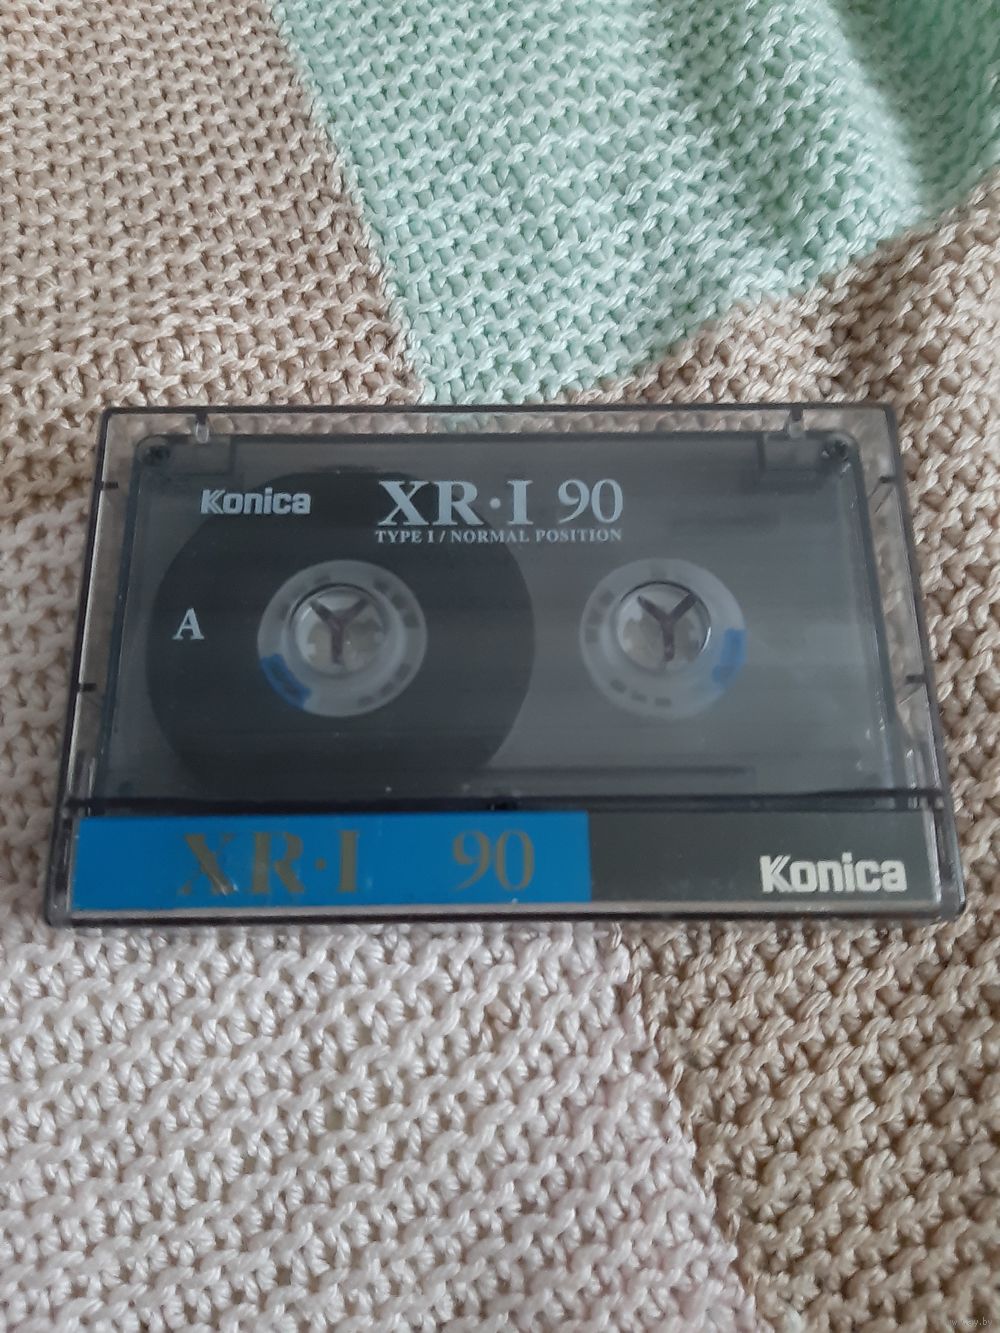 Konica
XR·I 90
TYPE I / NORMAL POSITION
A
XR·I 90
Konica